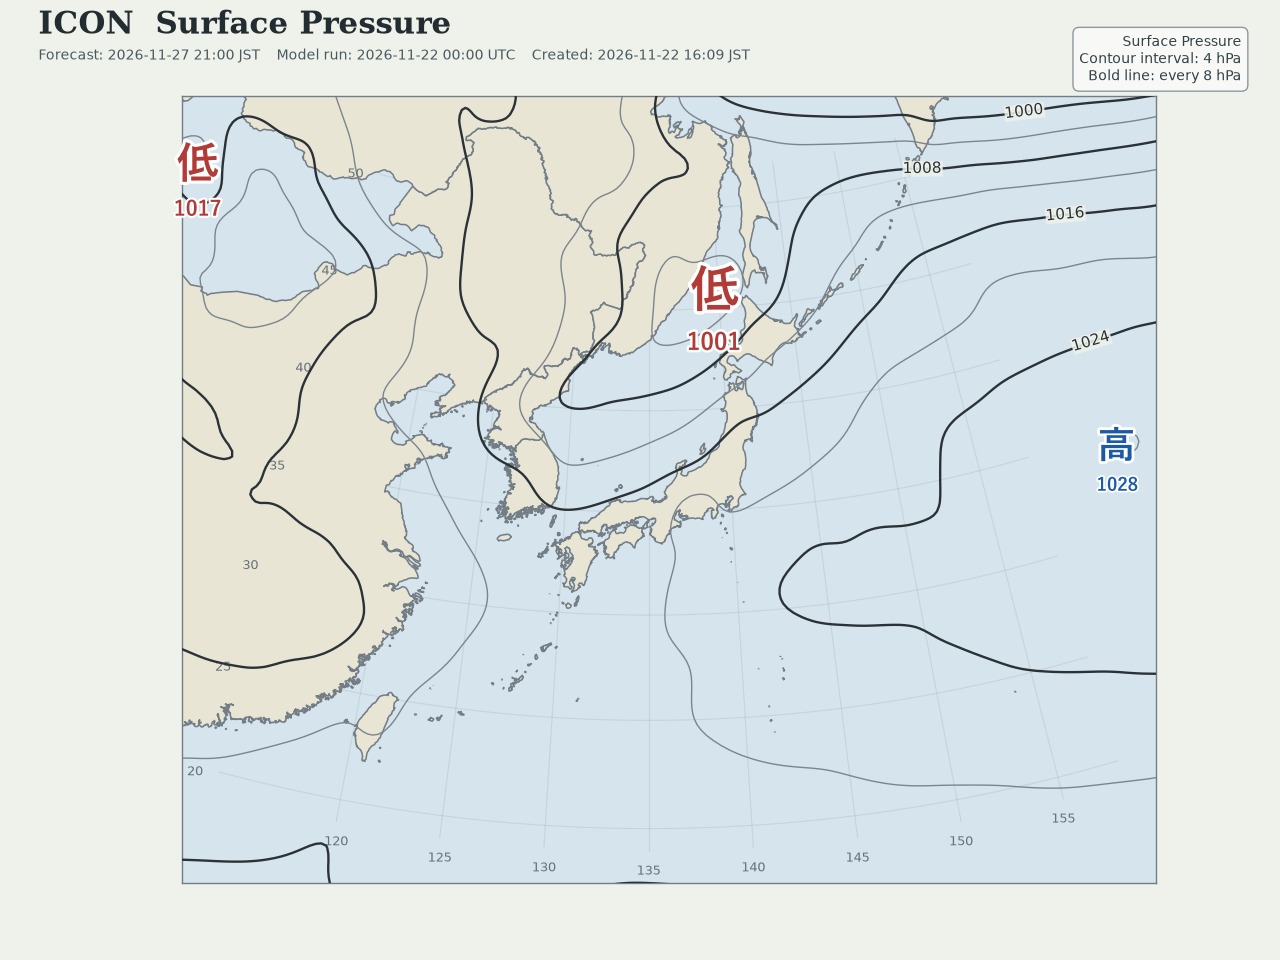 ICON  Surface Pressure
Forecast: 2026-11-27 21:00 JST    Model run: 2026-11-22 00:00 UTC    Created: 2026-11-22 16:09 JST
Surface Pressure
Contour interval: 4 hPa
Bold line: every 8 hPa
1000
低
1017
50
1008
1016
45
低
1001
1024
40
高
1028
35
30
25
20
120
125
130
135
140
145
150
155